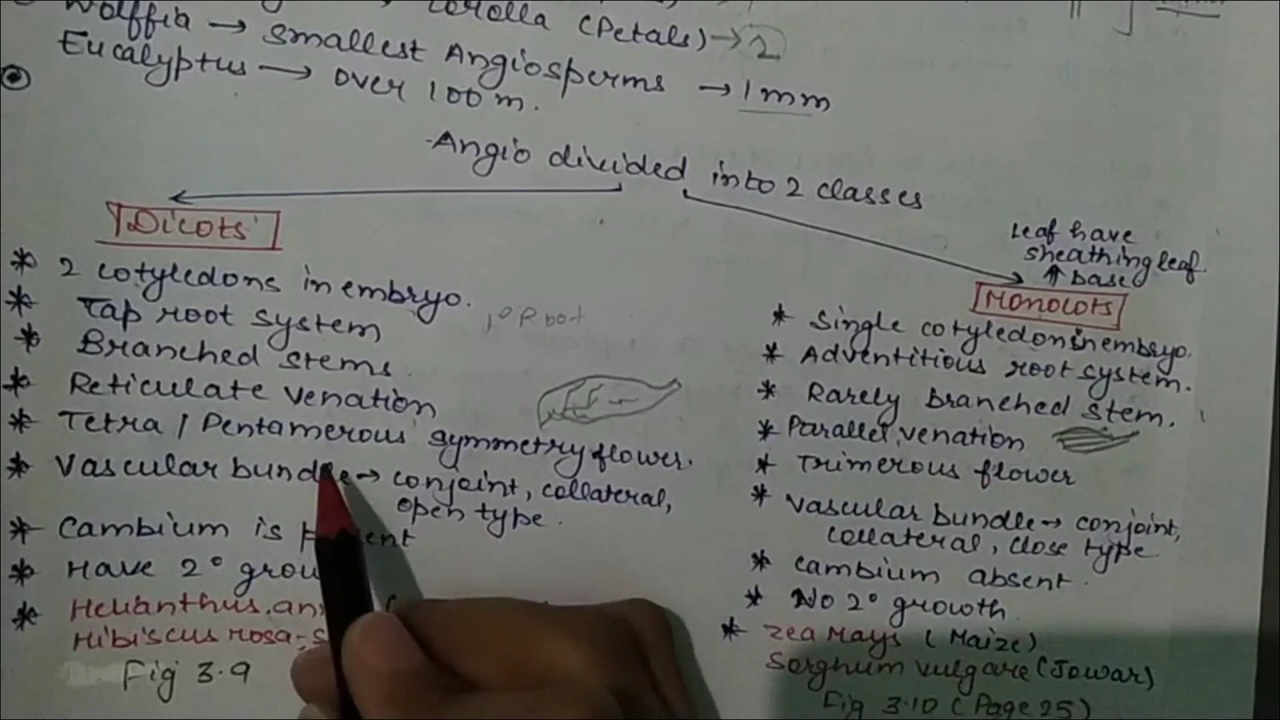 Wolffia → smallest Angiosperms → 1mm
Corolla (Petals) → 2
Eucalyptus → over 100 m.
Angio divided into 2 classes
Dicots
* 2 cotyledons in embryo.
* Tap root system
1° Root
* Branched stems.
* Reticulate venation
* Tetra / Pentamerous symmetry flower.
* Vascular bundle → conjoint, collateral,
open type.
* Cambium is
* Have 2°
* Helianthus
Hibiscus rosa-
Fig 3.9
Leaf have
sheathing leaf
↑ base
Monocots
* Single cotyledon in embryo.
* Adventitious root system.
* Rarely branched stem.
* Parallel venation
* Trimerous flower
* Vascular bundle → conjoint,
collateral, close type
* Cambium absent.
* No 2° growth.
* Zea Mays (Maize)
Sorghum vulgare (Jowar)
Fig 3.10 (Page 25)